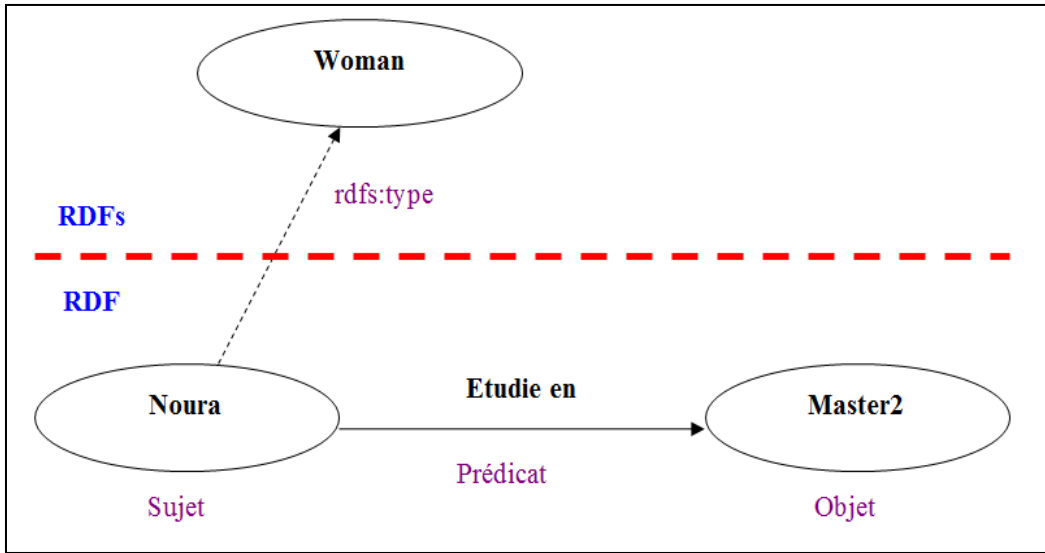 Woman
rdfs:type
RDFs
RDF
Noura
Etudie en
Master2
Prédicat
Sujet
Objet